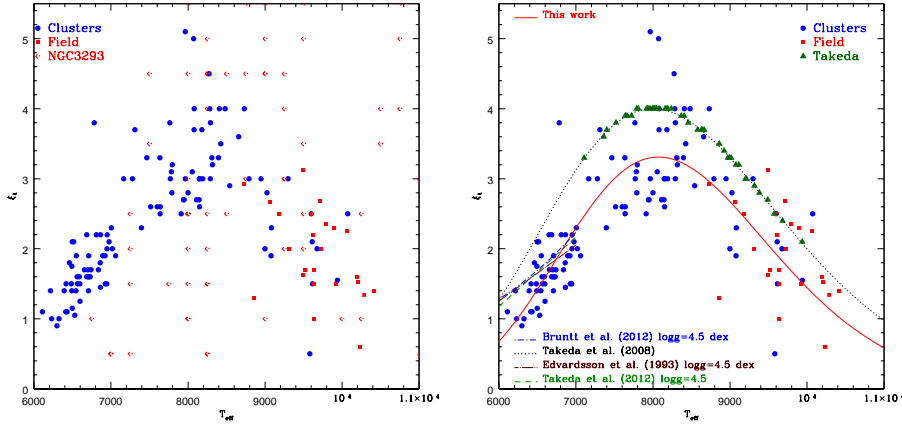 Clusters
Field
NGC3293
5
4
3
2
1
0
ξt
6000
7000
8000
9000
10⁴
1.1×10⁴
Teff
This work
Clusters
Field
Takeda
5
4
3
2
1
0
ξt
Bruntt et al. (2012) logg=4.5 dex
Takeda et al. (2008)
Edvardsson et al. (1993) logg=4.5 dex
Takeda et al. (2012) logg=4.5
6000
7000
8000
9000
10⁴
1.1×10⁴
Teff